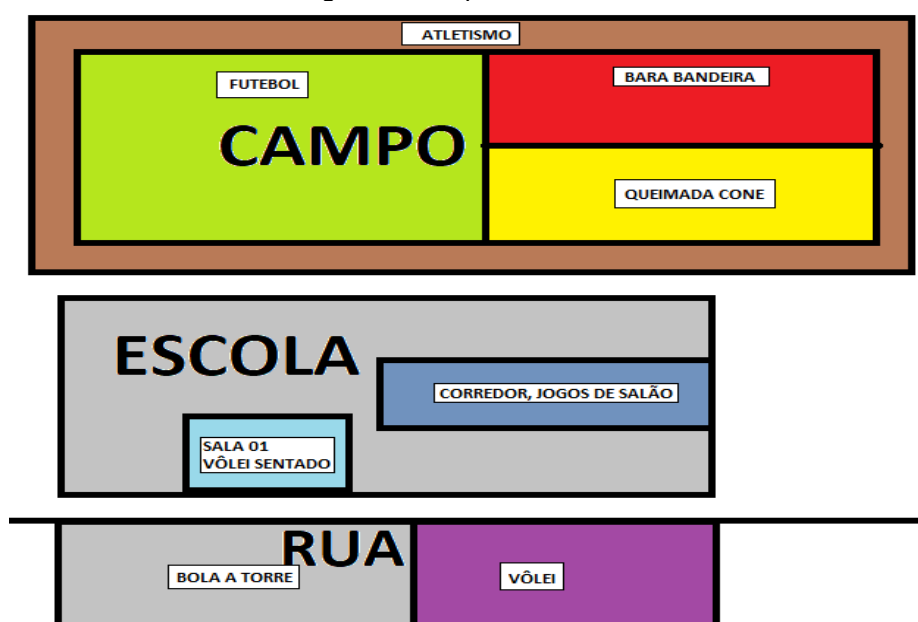 ATLETISMO
FUTEBOL
BARA BANDEIRA
CAMPO
QUEIMADA CONE
ESCOLA
CORREDOR, JOGOS DE SALÃO
SALA 01
VÔLEI SENTADO
RUA
BOLA A TORRE
VÔLEI